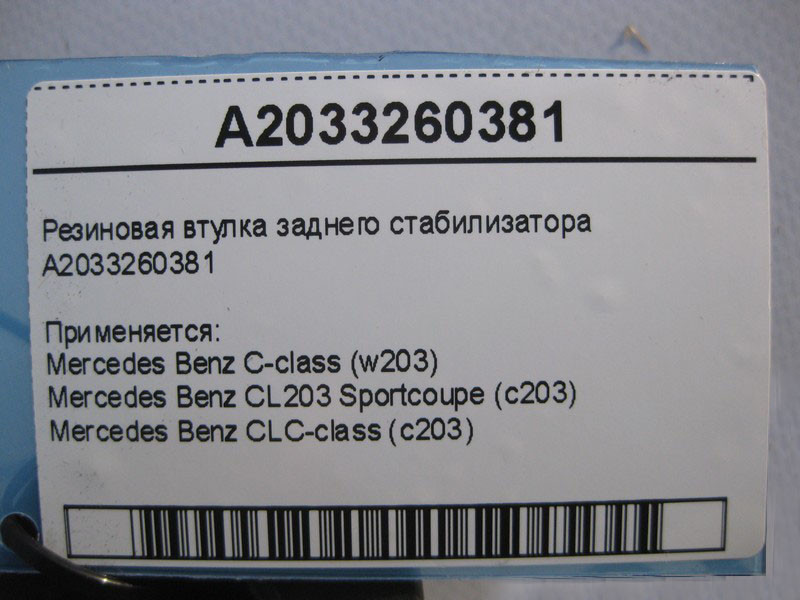 A2033260381
Резиновая втулка заднего стабилизатора
A2033260381
Применяется:
Mercedes Benz C-class (w203)
Mercedes Benz CL203 Sportcoupe (c203)
Mercedes Benz CLC-class (c203)